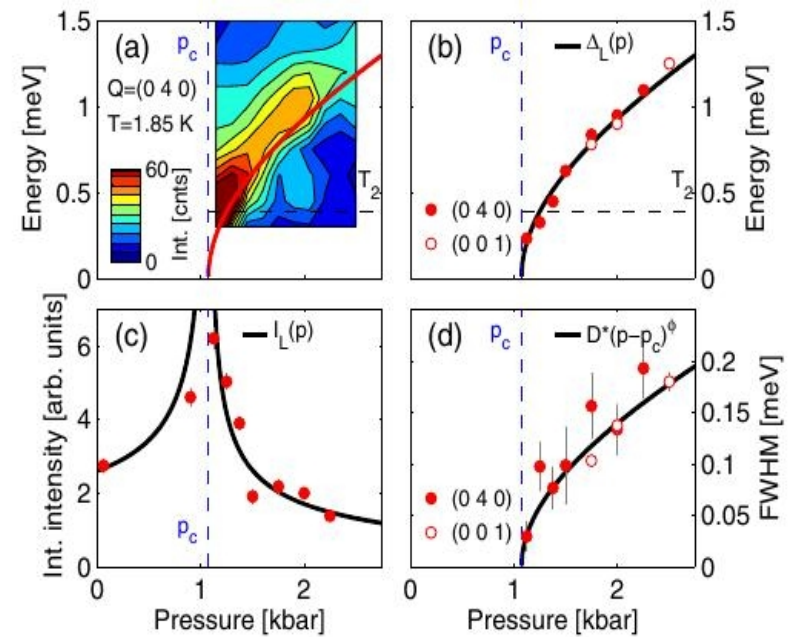 1.5
1
0.5
0
Energy [meV]
(a)
p_c
Q=(0 4 0)
T=1.85 K
60
0
Int. [cnts]
T_2
(b)
p_c
Δ_L(p)
(0 4 0)
(0 0 1)
T_2
1.5
1
0.5
0
Energy [meV]
6
4
2
0
Int. intensity [arb. units]
(c)
I_L(p)
p_c
0
1
2
Pressure [kbar]
(d)
p_c
D*(p-p_c)^ϕ
(0 4 0)
(0 0 1)
0.2
0.15
0.1
0.05
0
FWHM [meV]
0
1
2
Pressure [kbar]